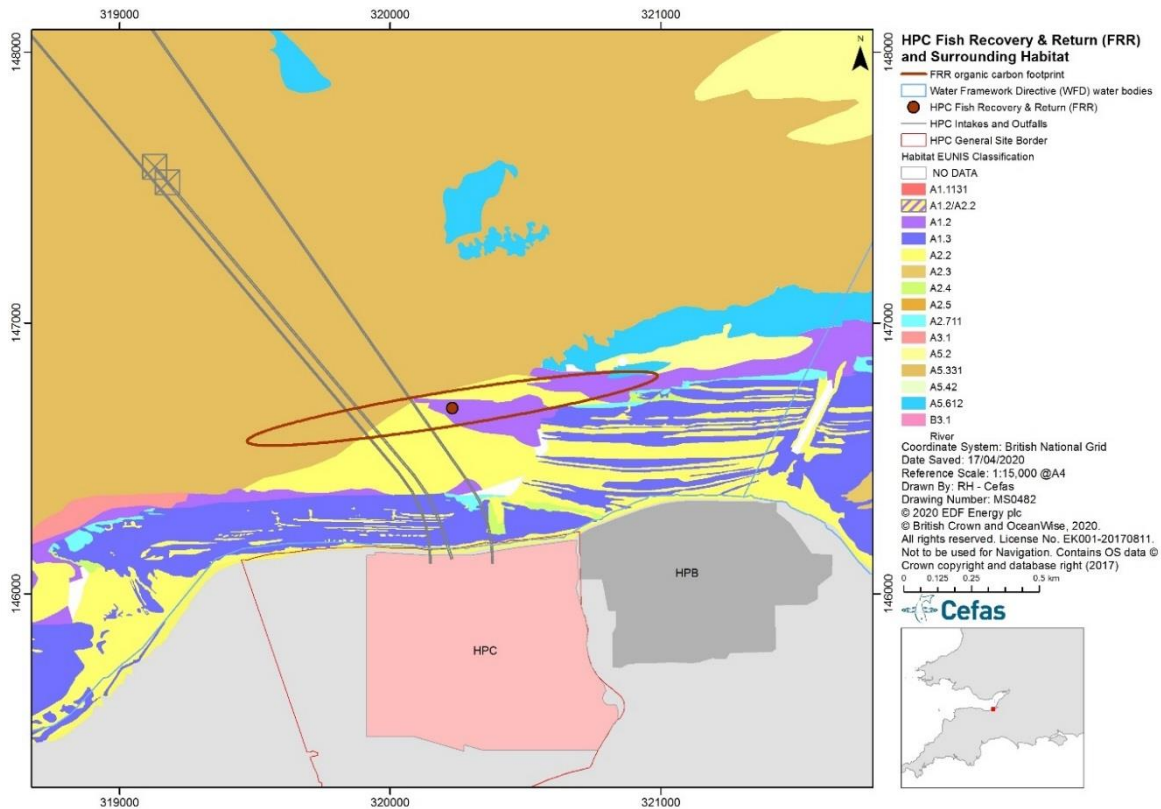 319000 320000 321000
148000
147000
146000
148000
147000
146000
N
HPC
HPB
319000 320000 321000
HPC Fish Recovery & Return (FRR)
and Surrounding Habitat
FRR organic carbon footprint
Water Framework Directive (WFD) water bodies
HPC Fish Recovery & Return (FRR)
HPC Intakes and Outfalls
HPC General Site Border
Habitat EUNIS Classification
NO DATA
A1.1131
A1.2/A2.2
A1.2
A1.3
A2.2
A2.3
A2.4
A2.5
A2.711
A3.1
A5.2
A5.331
A5.42
A5.612
B3.1
River
Coordinate System: British National Grid
Date Saved: 17/04/2020
Reference Scale: 1:15,000 @A4
Drawn By: RH - Cefas
Drawing Number: MS0482
© 2020 EDF Energy plc
© British Crown and OceanWise, 2020.
All rights reserved. License No. EK001-20170811.
Not to be used for Navigation. Contains OS data ©
Crown copyright and database right (2017)
0 0.125 0.25 0.5 km
Cefas